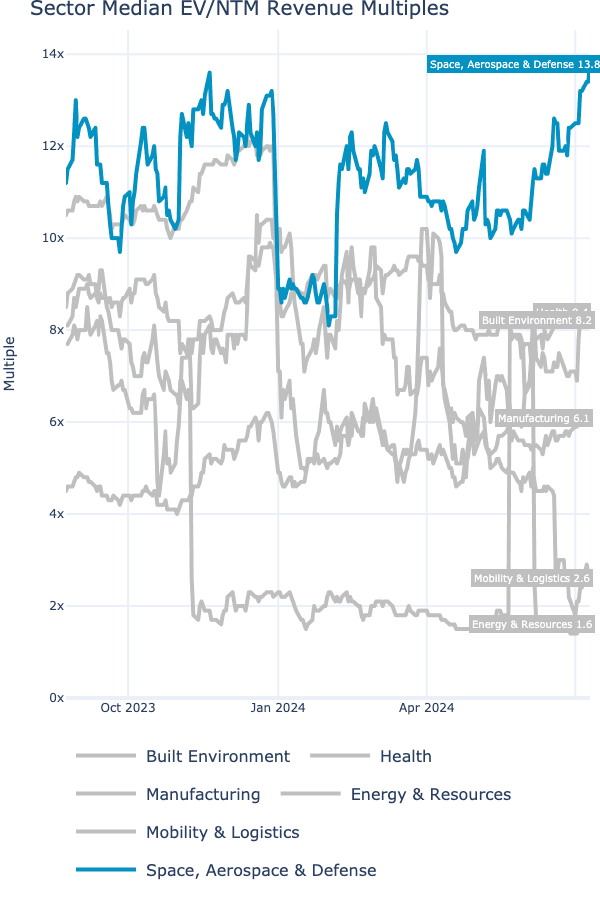 Sector Median EV/NTM Revenue Multiples
14x
Space, Aerospace & Defense 13.8
12x
10x
Built Environment 8.2
8x
Multiple
Manufacturing 6.1
6x
4x
Mobility & Logistics 2.6
2x
Energy & Resources 1.6
0x
Oct 2023 Jan 2024 Apr 2024
Built Environment Health
Manufacturing Energy & Resources
Mobility & Logistics
Space, Aerospace & Defense